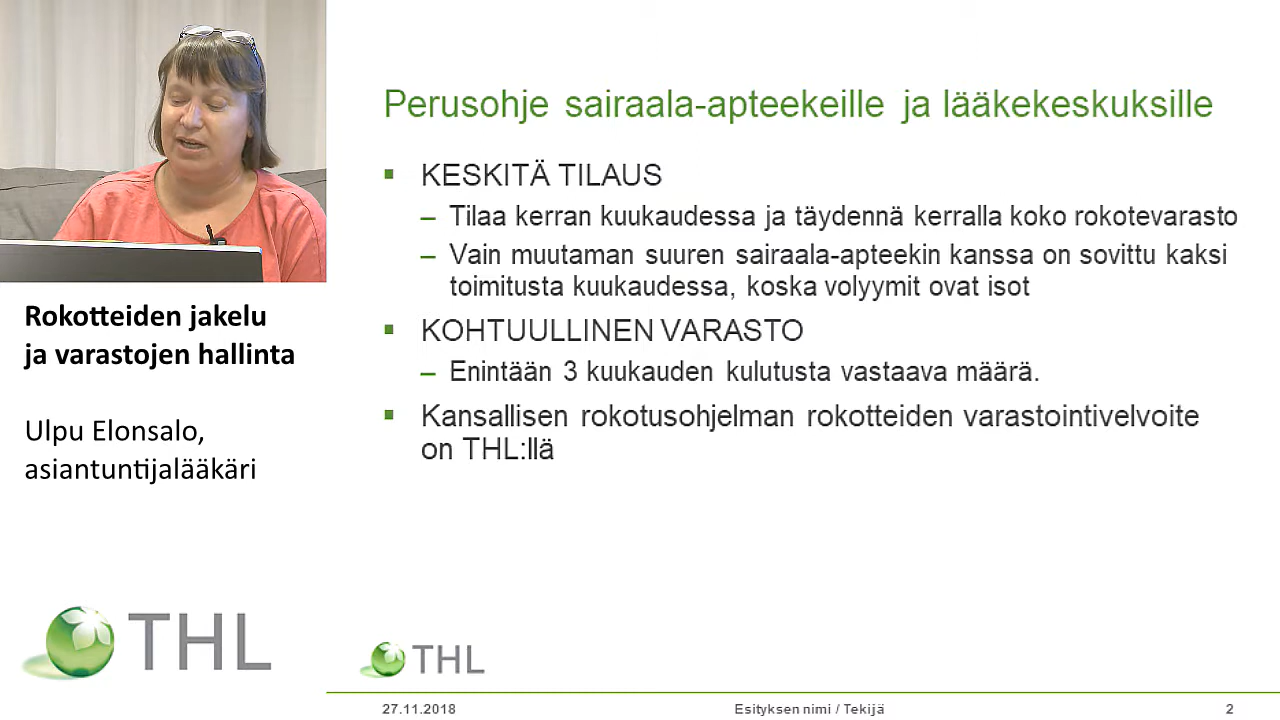 Perusohje sairaala-apteekeille ja lääkekeskuksille
KESKITÄ TILAUS
– Tilaa kerran kuukaudessa ja täydennä kerralla koko rokotevarasto
– Vain muutaman suuren sairaala-apteekin kanssa on sovittu kaksi
toimitusta kuukaudessa, koska volyymit ovat isot
KOHTUULLINEN VARASTO
– Enintään 3 kuukauden kulutusta vastaava määrä.
Kansallisen rokotusohjelman rokotteiden varastointivelvoite
on THL:llä
Rokotteiden jakelu
ja varastojen hallinta
Ulpu Elonsalo,
asiantuntijalääkäri
THL
THL
27.11.2018
Esityksen nimi / Tekijä
2